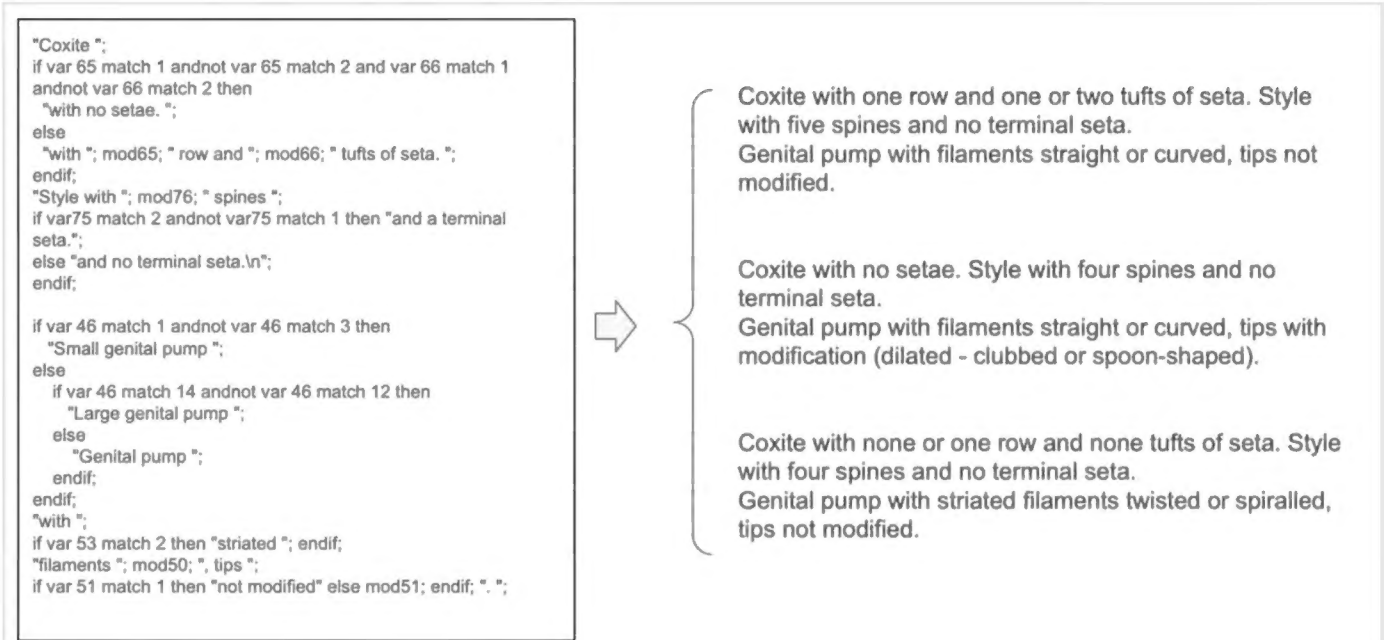 "Coxite ";
if var 65 match 1 andnot var 65 match 2 and var 66 match 1
andnot var 66 match 2 then
"with no setae. ";
else
"with "; mod65; " row and "; mod66; " tufts of seta. ";
endif;
"Style with "; mod76; " spines ";
if var75 match 2 andnot var75 match 1 then "and a terminal
seta.";
else "and no terminal seta.\n";
endif;
if var 46 match 1 andnot var 46 match 3 then
"Small genital pump ";
else
if var 46 match 14 andnot var 46 match 12 then
"Large genital pump ";
else
"Genital pump ";
endif;
endif;
"with ";
if var 53 match 2 then "striated "; endif;
"filaments "; mod50; ", tips ";
if var 51 match 1 then "not modified" else mod51; endif; ". ";
Coxite with one row and one or two tufts of seta. Style
with five spines and no terminal seta.
Genital pump with filaments straight or curved, tips not
modified.
Coxite with no setae. Style with four spines and no
terminal seta.
Genital pump with filaments straight or curved, tips with
modification (dilated - clubbed or spoon-shaped).
Coxite with none or one row and none tufts of seta. Style
with four spines and no terminal seta.
Genital pump with striated filaments twisted or spiralled,
tips not modified.